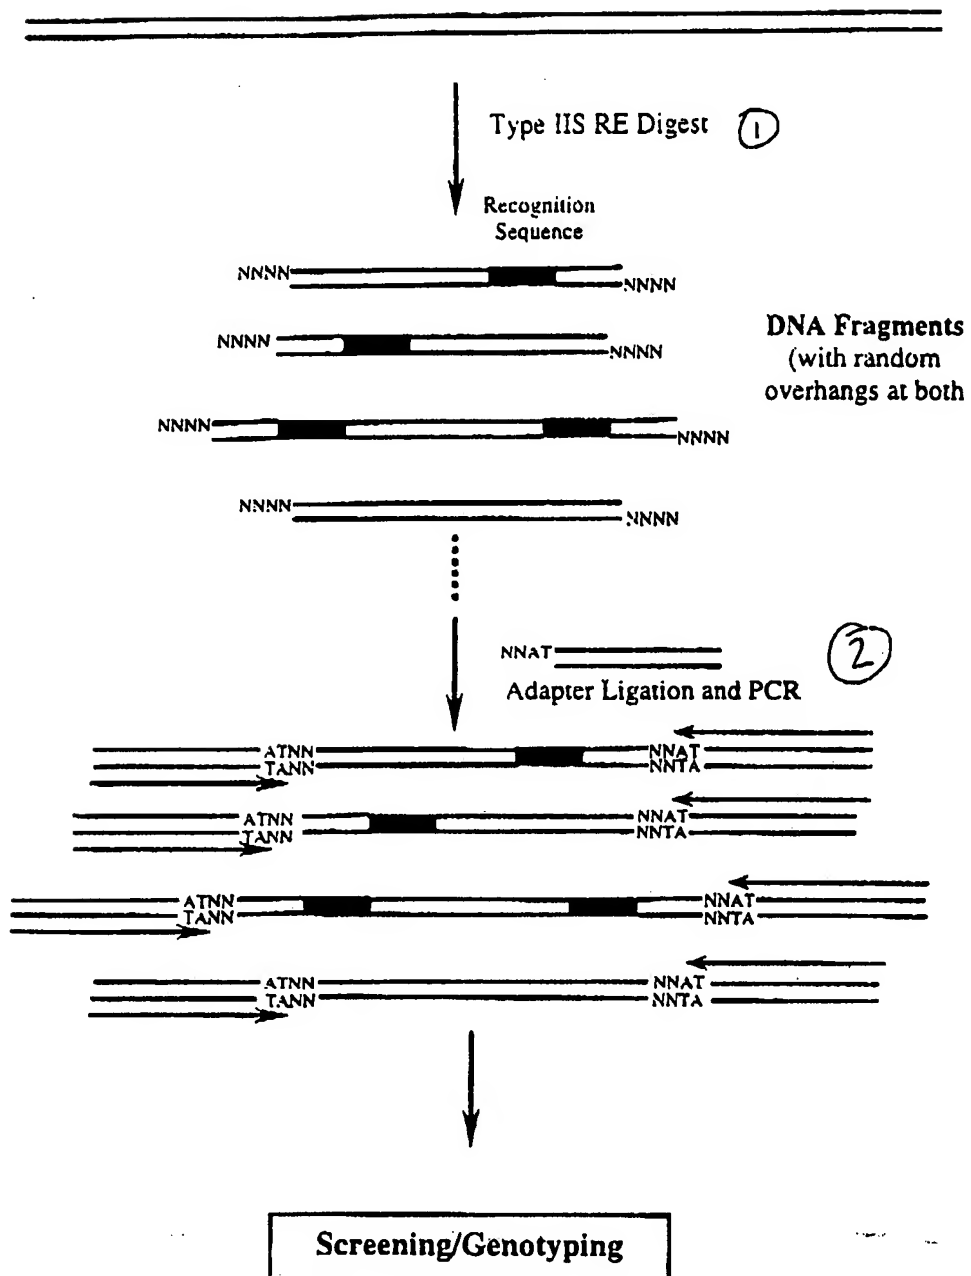 Type IIS RE Digest 1
Recognition
Sequence
NNNN
NNNN
NNNN
NNNN
DNA Fragments
(with random
overhangs at both
NNNN
NNNN
NNNN
NNNN
NNAT
2
Adapter Ligation and PCR
ATNN NNAT
TANN NNTA
ATNN NNAT
TANN NNTA
ATNN NNAT
TANN NNTA
ATNN NNAT
TANN NNTA
Screening/Genotyping